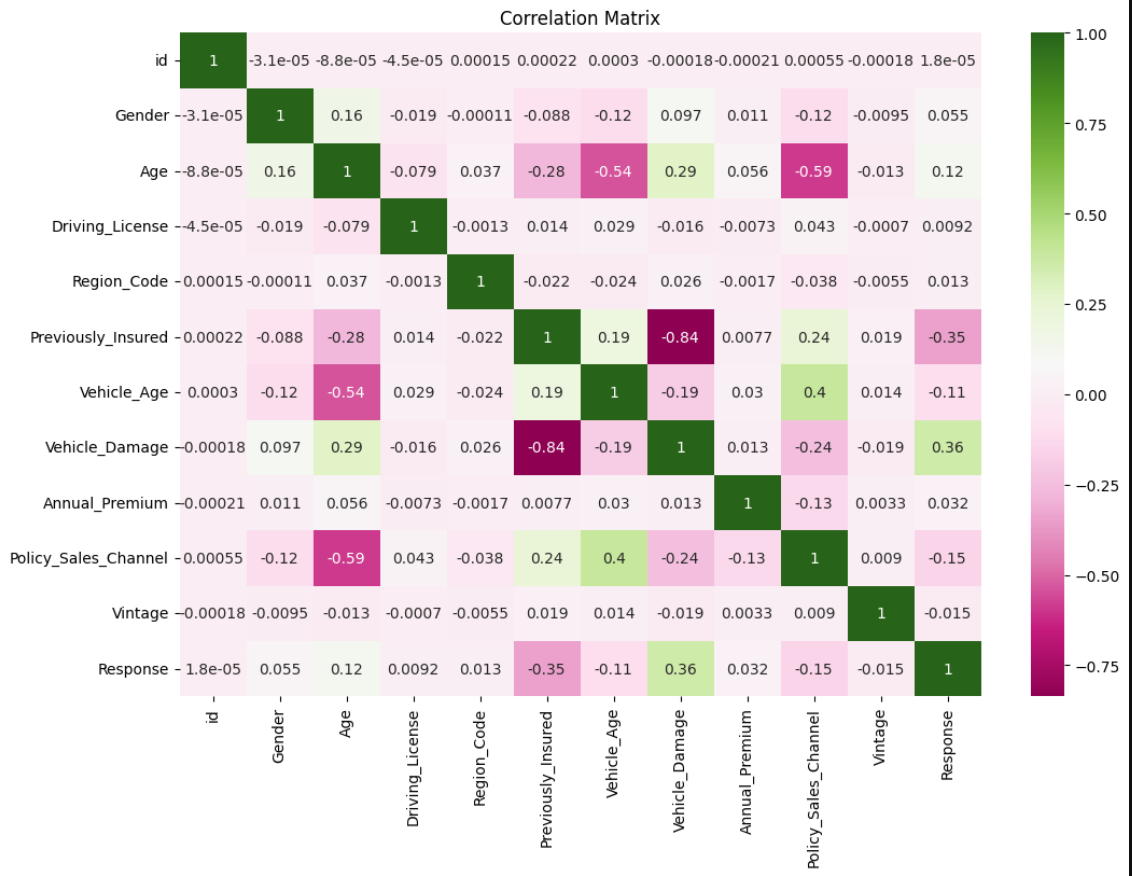 Correlation Matrix
id 1 -3.1e-05 -8.8e-05 -4.5e-05 0.00015 0.00022 0.0003 -0.00018 -0.00021 0.00055 -0.00018 1.8e-05 1.00
Gender -3.1e-05 1 0.16 -0.019 -0.00011 -0.088 -0.12 0.097 0.011 -0.12 -0.0095 0.055 0.75
Age -8.8e-05 0.16 1 -0.079 0.037 -0.28 -0.54 0.29 0.056 -0.59 -0.013 0.12
Driving_License -4.5e-05 -0.019 -0.079 1 -0.0013 0.014 0.029 -0.016 -0.0073 0.043 -0.0007 0.0092 0.50
Region_Code 0.00015 -0.00011 0.037 -0.0013 1 -0.022 -0.024 0.026 -0.0017 -0.038 -0.0055 0.013 0.25
Previously_Insured 0.00022 -0.088 -0.28 0.014 -0.022 1 0.19 -0.84 0.0077 0.24 0.019 -0.35
Vehicle_Age 0.0003 -0.12 -0.54 0.029 -0.024 0.19 1 -0.19 0.03 0.4 0.014 -0.11 0.00
Vehicle_Damage -0.00018 0.097 0.29 -0.016 0.026 -0.84 -0.19 1 0.013 -0.24 -0.019 0.36 −0.25
Annual_Premium -0.00021 0.011 0.056 -0.0073 -0.0017 0.0077 0.03 0.013 1 -0.13 0.0033 0.032
Policy_Sales_Channel 0.00055 -0.12 -0.59 0.043 -0.038 0.24 0.4 -0.24 -0.13 1 0.009 -0.15 −0.50
Vintage -0.00018 -0.0095 -0.013 -0.0007 -0.0055 0.019 0.014 -0.019 0.0033 0.009 1 -0.015
Response 1.8e-05 0.055 0.12 0.0092 0.013 -0.35 -0.11 0.36 0.032 -0.15 -0.015 1 −0.75
id
Gender
Age
Driving_License
Region_Code
Previously_Insured
Vehicle_Age
Vehicle_Damage
Annual_Premium
Policy_Sales_Channel
Vintage
Response